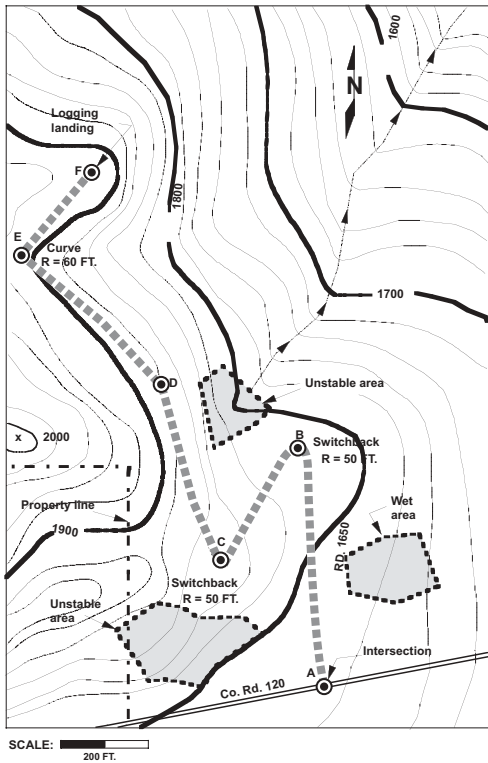 1600
N
Logging
landing
F
1800
E
Curve
R = 60 FT.
1700
D
Unstable area
B
Switchback
R = 50 FT.
x 2000
Property line
Wet
area
1900
RD. 1650
C
Switchback
R = 50 FT.
Unstable
area
Intersection
A
Co. Rd. 120
SCALE:
200 FT.